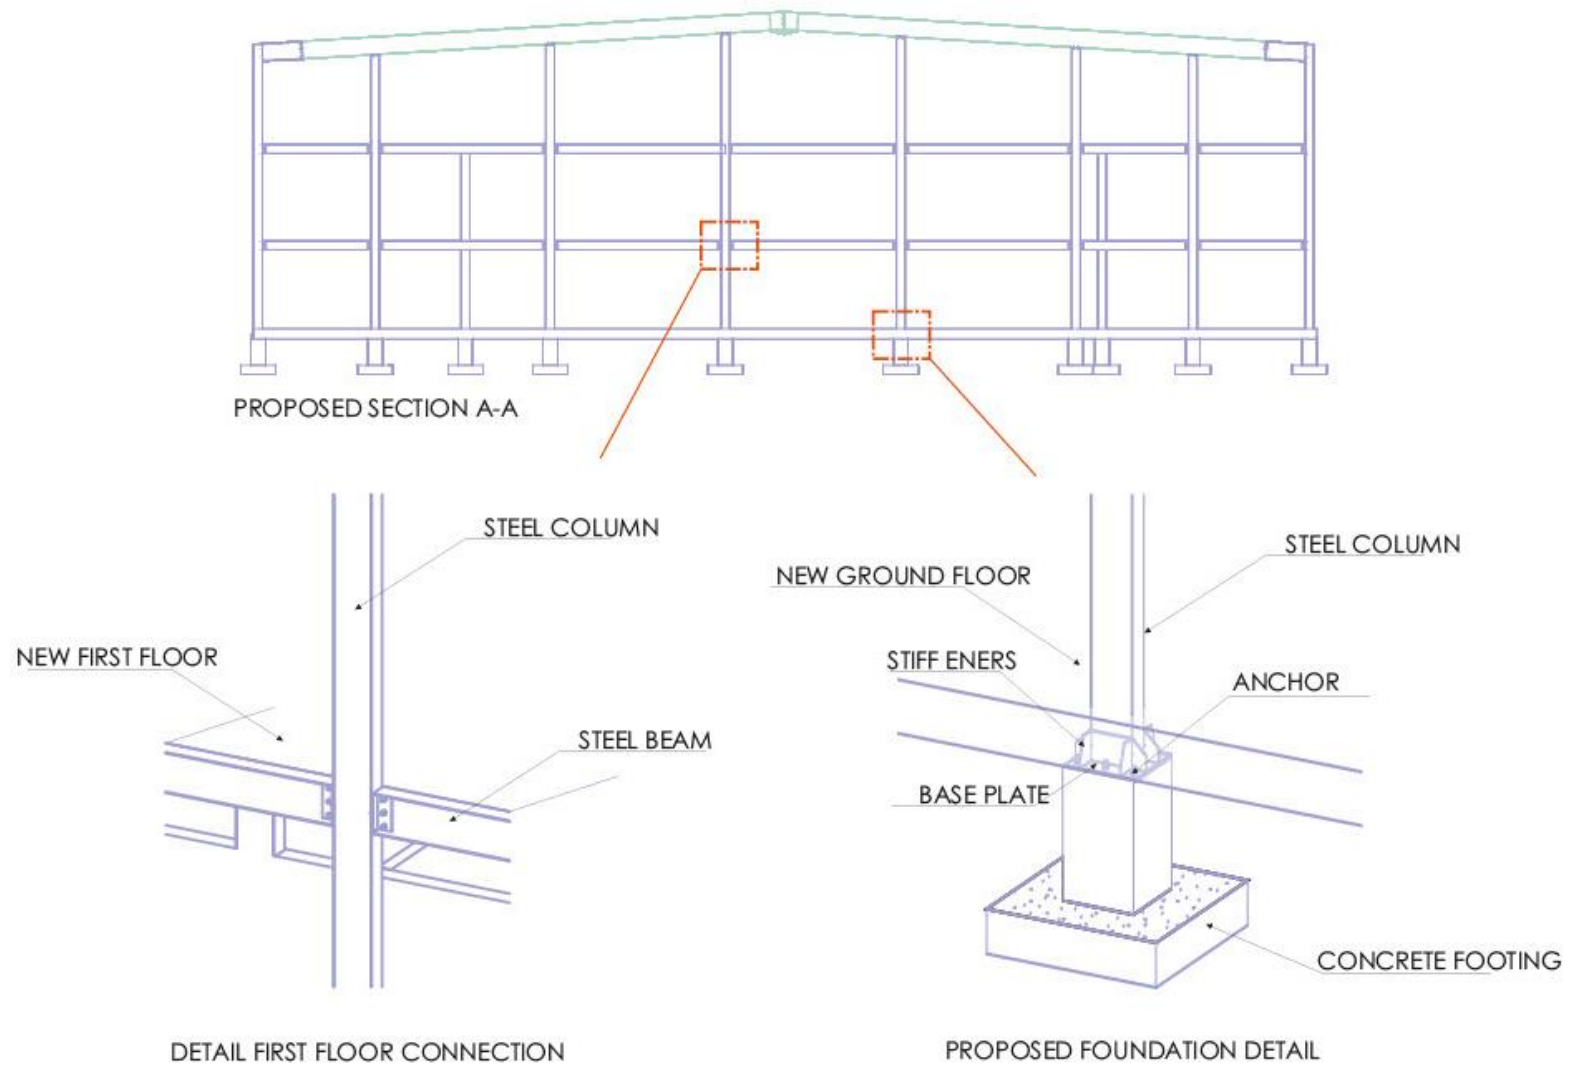 PROPOSED SECTION A-A
STEEL COLUMN
NEW FIRST FLOOR
STEEL BEAM
DETAIL FIRST FLOOR CONNECTION
STEEL COLUMN
NEW GROUND FLOOR
STIFF ENERS
ANCHOR
BASE PLATE
CONCRETE FOOTING
PROPOSED FOUNDATION DETAIL